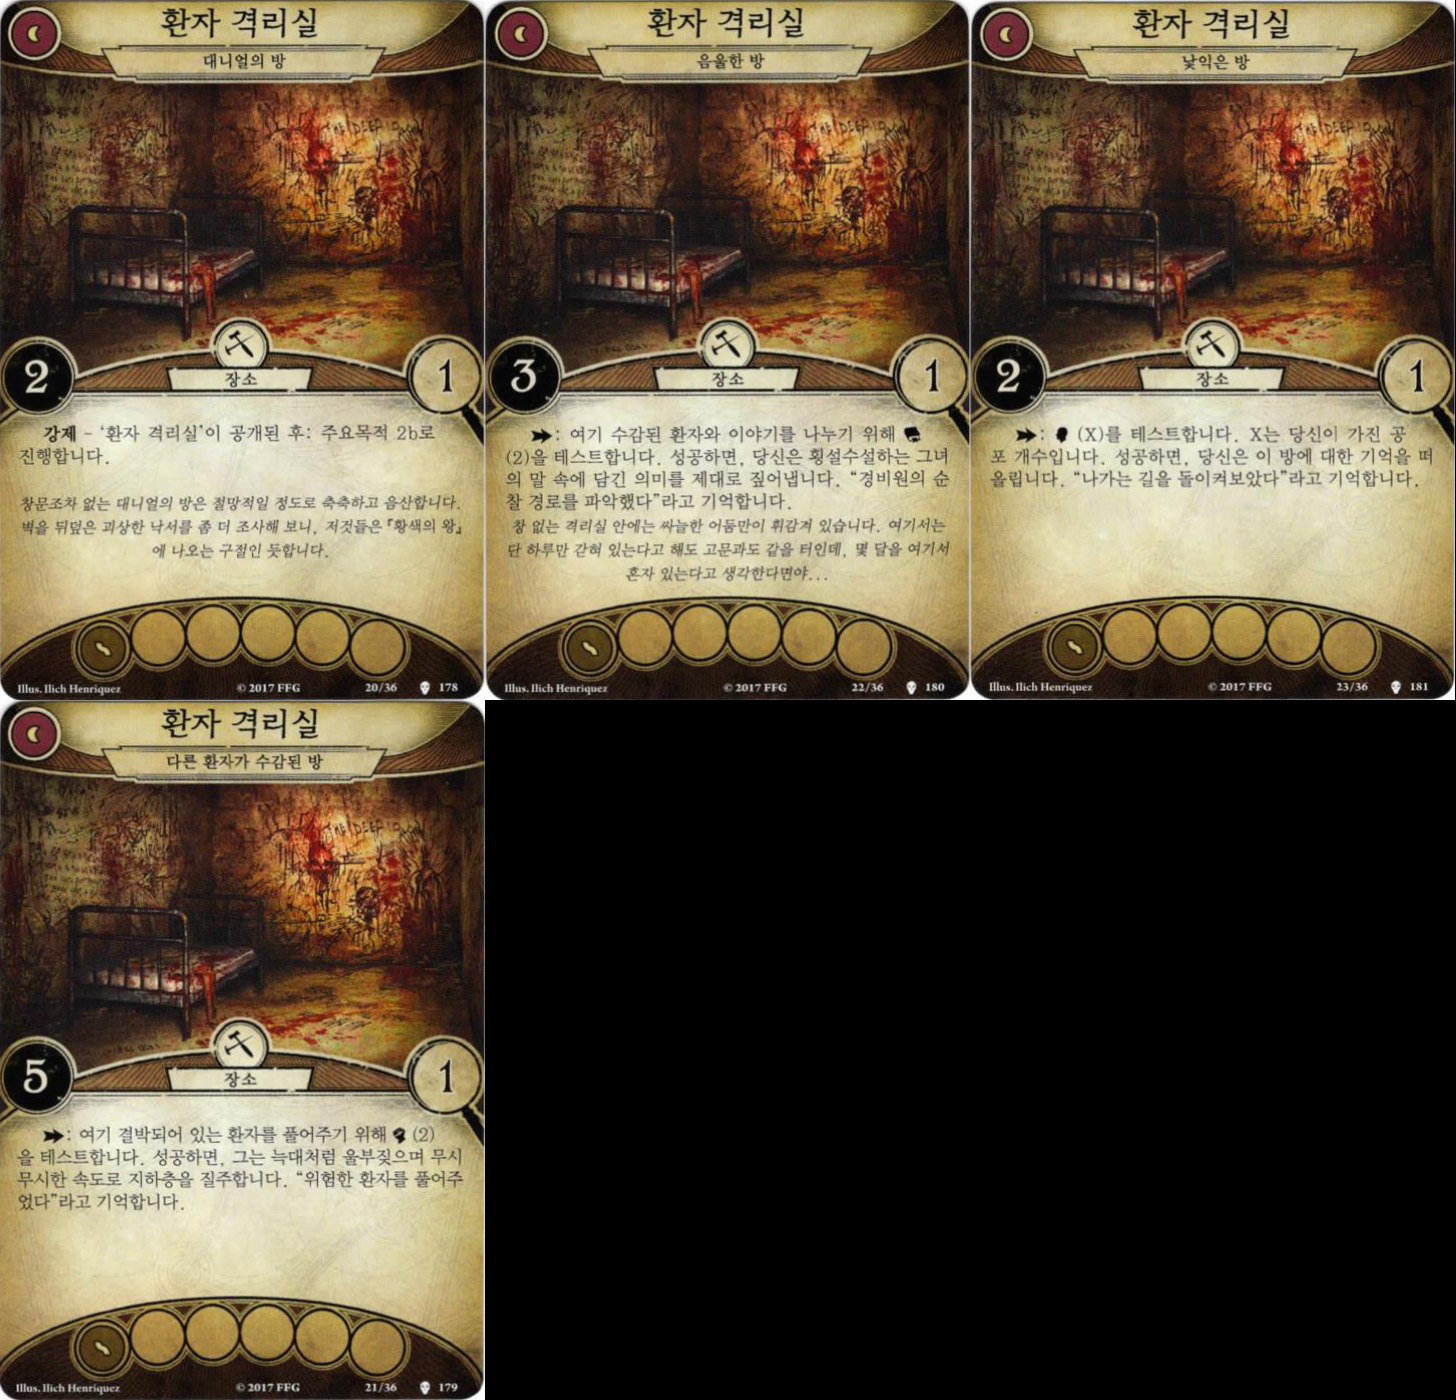 환자 격리실
대니얼의 방
THE DEEP
2
장소
1
강제 – ‘환자 격리실’이 공개된 후: 주요목적 2b로
진행합니다.
창문조차 없는 대니얼의 방은 절망적일 정도로 축축하고 음산합니다.
벽을 뒤덮은 괴상한 낙서를 좀 더 조사해 보니, 저것들은 『황색의 왕』
에 나오는 구절인 듯합니다.
Illus. Ilich Henriquez © 2017 FFG 20/36 178
환자 격리실
음울한 방
THE DEEP
3
장소
1
: 여기 수감된 환자와 이야기를 나누기 위해
(2)을 테스트합니다. 성공하면, 당신은 횡설수설하는 그녀
의 말 속에 담긴 의미를 제대로 짚어냅니다. “경비원의 순
찰 경로를 파악했다”라고 기억합니다.
창 없는 격리실 안에는 싸늘한 어둠만이 휘감겨 있습니다. 여기서는
단 하루만 갇혀 있는다고 해도 고문과도 같을 터인데, 몇 달을 여기서
혼자 있는다고 생각한다면야...
Illus. Ilich Henriquez © 2017 FFG 22/36 180
환자 격리실
낯익은 방
THE DEEP
2
장소
1
: (X)를 테스트합니다. X는 당신이 가진 공
포 개수입니다. 성공하면, 당신은 이 방에 대한 기억을 떠
올립니다. “나가는 길을 돌이켜보았다”라고 기억합니다.
Illus. Ilich Henriquez © 2017 FFG 23/36 181
환자 격리실
다른 환자가 수감된 방
THE DEEP
5
장소
1
: 여기 결박되어 있는 환자를 풀어주기 위해 (2)
을 테스트합니다. 성공하면, 그는 늑대처럼 울부짖으며 무시
무시한 속도로 지하층을 질주합니다. “위험한 환자를 풀어주
었다”라고 기억합니다.
Illus. Ilich Henriquez © 2017 FFG 21/36 179